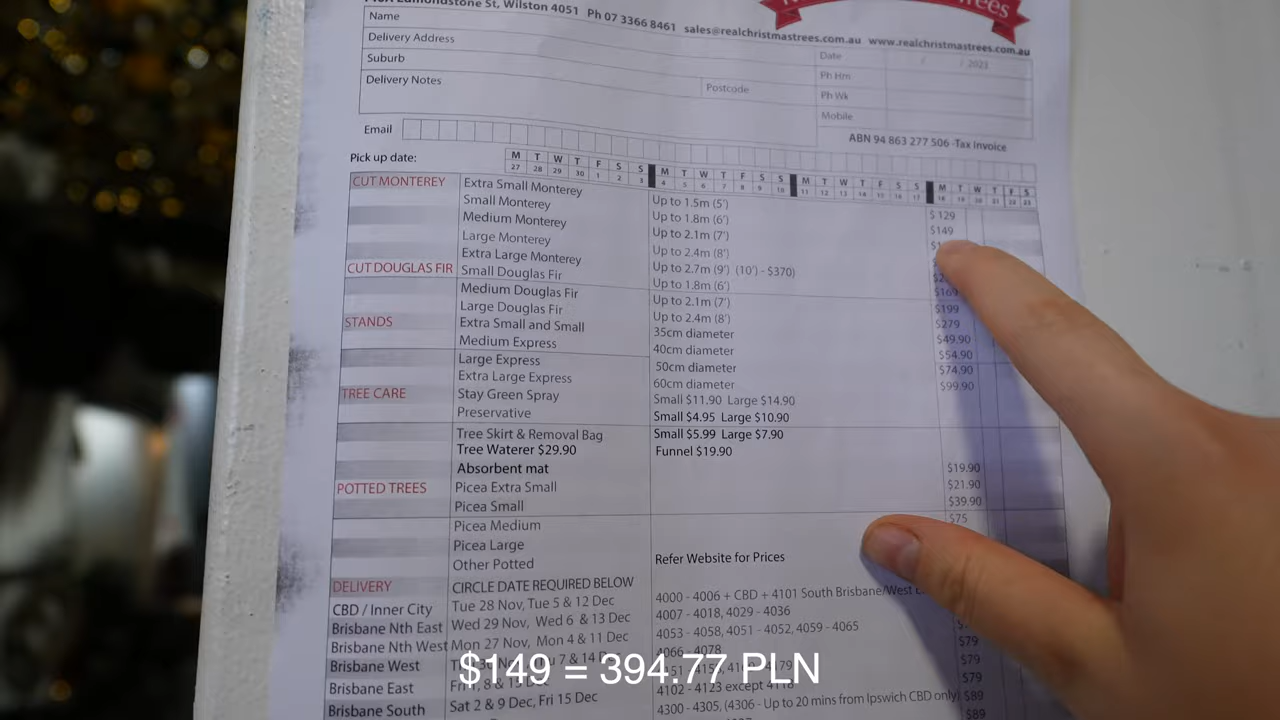 Edmondstone St, Wilston 4051 Ph 07 3366 8461 sales@realchristmastrees.com.au www.realchristmastrees.com.au
Name
Delivery Address
Date / / 2023
Suburb
Ph Hm
Delivery Notes
Postcode
Ph Wk
Mobile
Email
ABN 94 863 277 506 -Tax Invoice
Pick up date:
M T W T F S S M T W T F S S M T W T F S S M T W T F S
27 28 29 30 1 2 3 4 5 6 7 8 9 10 11 12 13 14 15 16 17 18 19 20 21 22 23
CUT MONTEREY Extra Small Monterey Up to 1.5m (5') $ 129
Small Monterey Up to 1.8m (6') $149
Medium Monterey Up to 2.1m (7')
Large Monterey Up to 2.4m (8')
Extra Large Monterey Up to 2.7m (9') (10') - $370)
CUT DOUGLAS FIR Small Douglas Fir Up to 1.8m (6') $169
Medium Douglas Fir Up to 2.1m (7') $199
Large Douglas Fir Up to 2.4m (8') $279
STANDS Extra Small and Small 35cm diameter $49.90
Medium Express 40cm diameter $54.90
Large Express 50cm diameter $74.90
Extra Large Express 60cm diameter $99.90
TREE CARE Stay Green Spray Small $11.90 Large $14.90
Preservative Small $4.95 Large $10.90
Tree Skirt & Removal Bag Small $5.99 Large $7.90
Tree Waterer $29.90 Funnel $19.90
Absorbent mat $19.90
POTTED TREES Picea Extra Small $21.90
Picea Small $39.90
Picea Medium $75
Picea Large
Other Potted Refer Website for Prices
DELIVERY CIRCLE DATE REQUIRED BELOW
CBD / Inner City Tue 28 Nov, Tue 5 & 12 Dec 4000 - 4006 + CBD + 4101 South Brisbane/West
Brisbane Nth East Wed 29 Nov, Wed 6 & 13 Dec 4007 - 4018, 4029 - 4036
Brisbane Nth West Mon 27 Nov, Mon 4 & 11 Dec 4053 - 4058, 4051 - 4052, 4059 - 4065 $79
Brisbane West 7 & 14 Dec 4066 - 4078 $79
Brisbane East 8 & 15 Dec $79
Brisbane South Sat 2 & 9 Dec, Fri 15 Dec 4102 - 4123 except $89
4300 - 4305, (4306 - Up to 20 mins from Ipswich CBD only) $89
$149 = 394.77 PLN